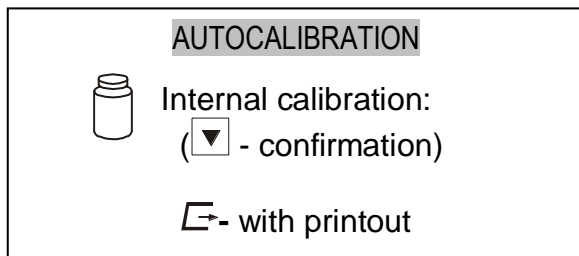 AUTOCALIBRATION
Internal calibration:
(▼ - confirmation)
- with printout